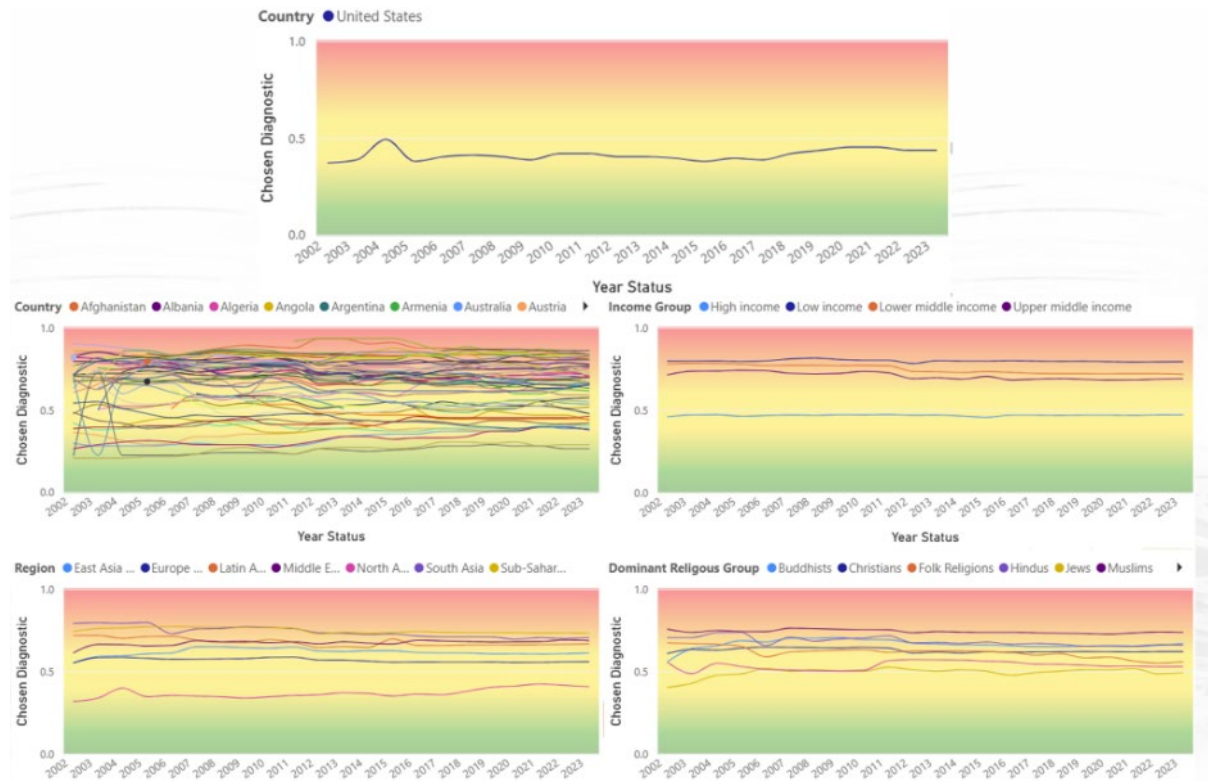 Country United States
Chosen Diagnostic
1.0
0.5
0.0
2002 2003 2004 2005 2006 2007 2008 2009 2010 2011 2012 2013 2014 2015 2016 2017 2018 2019 2020 2021 2022 2023
Year Status
Country Afghanistan Albania Algeria Angola Argentina Armenia Australia Austria
Chosen Diagnostic
1.0
0.5
0.0
2002 2003 2004 2005 2006 2007 2008 2009 2010 2011 2012 2013 2014 2015 2016 2017 2018 2019 2020 2021 2022 2023
Year Status
Income Group High income Low income Lower middle income Upper middle income
Chosen Diagnostic
1.0
0.5
0.0
2002 2003 2004 2005 2006 2007 2008 2009 2010 2011 2012 2013 2014 2015 2016 2017 2018 2019 2020 2021 2022 2023
Year Status
Region East Asia ... Europe ... Latin A... Middle E... North A... South Asia Sub-Sahar...
Chosen Diagnostic
1.0
0.5
0.0
2002 2003 2004 2005 2006 2007 2008 2009 2010 2011 2012 2013 2014 2015 2016 2017 2018 2019 2020 2021 2022 2023
Dominant Religous Group Buddhists Christians Folk Religions Hindus Jews Muslims
Chosen Diagnostic
1.0
0.5
0.0
2002 2003 2004 2005 2006 2007 2008 2009 2010 2011 2012 2013 2014 2015 2016 2017 2018 2019 2020 2021 2022 2023